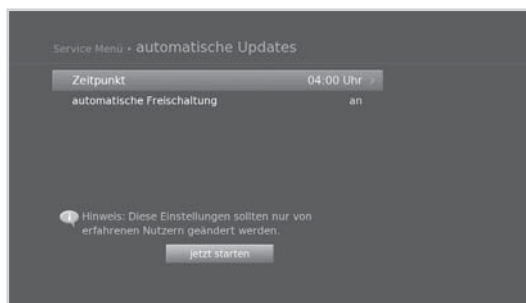 Service Menü • automatische Updates
Zeitpunkt 04:00 Uhr >
automatische Freischaltung an
Hinweis: Diese Einstellungen sollten nur von
erfahrenen Nutzern geändert werden.
jetzt starten